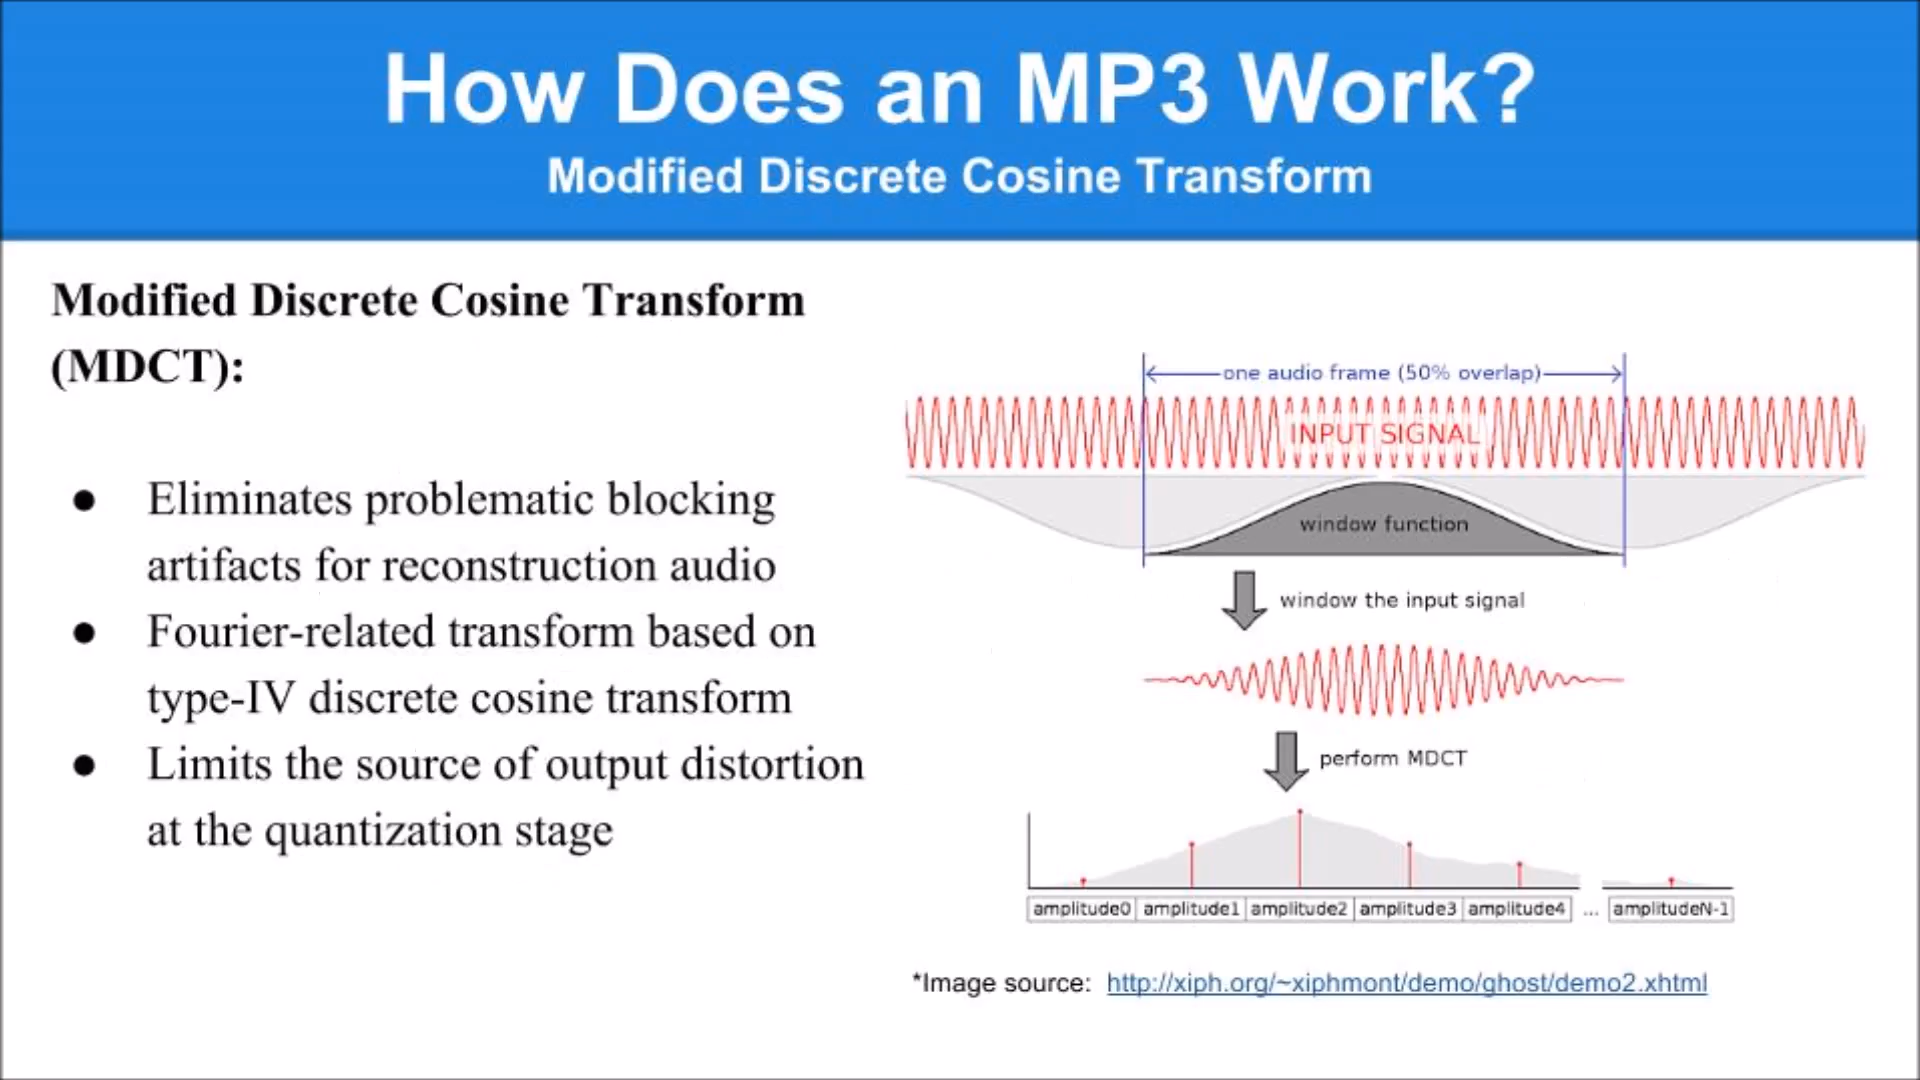 How Does an MP3 Work?
Modified Discrete Cosine Transform
Modified Discrete Cosine Transform
(MDCT):
● Eliminates problematic blocking
artifacts for reconstruction audio
● Fourier-related transform based on
type-IV discrete cosine transform
● Limits the source of output distortion
at the quantization stage
one audio frame (50% overlap)
INPUT SIGNAL
window function
window the input signal
perform MDCT
amplitude0 amplitude1 amplitude2 amplitude3 amplitude4 ... amplitudeN-1
*Image source: http://xiph.org/~xiphmont/demo/ghost/demo2.xhtml